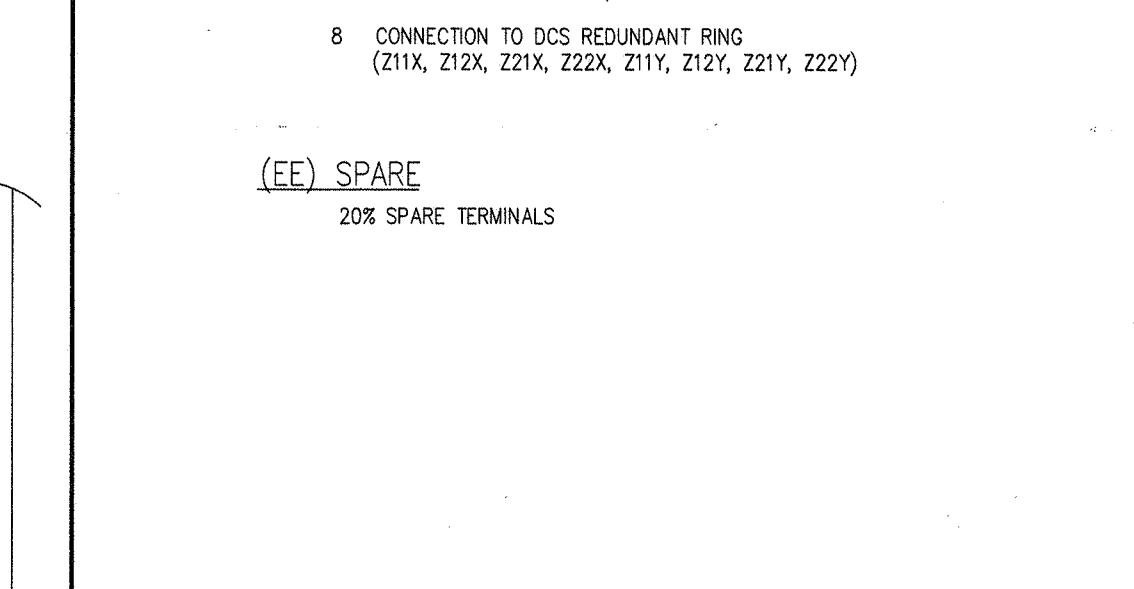 8 CONNECTION TO DCS REDUNDANT RING
(Z11X, Z12X, Z21X, Z22X, Z11Y, Z12Y, Z21Y, Z22Y)
(EE) SPARE
20% SPARE TERMINALS